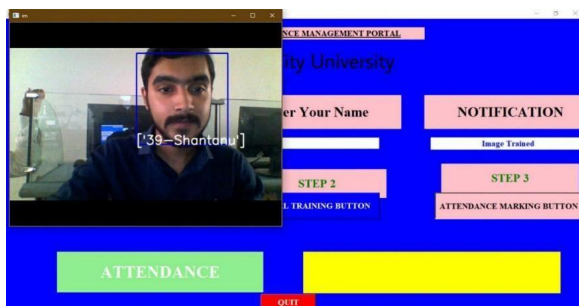 im
NCE MANAGEMENT PORTAL
ity University
er Your Name
NOTIFICATION
['39-Shantanu']
Image Trained
STEP 2
STEP 3
L TRAINING BUTTON
ATTENDANCE MARKING BUTTON
ATTENDANCE
QUIT